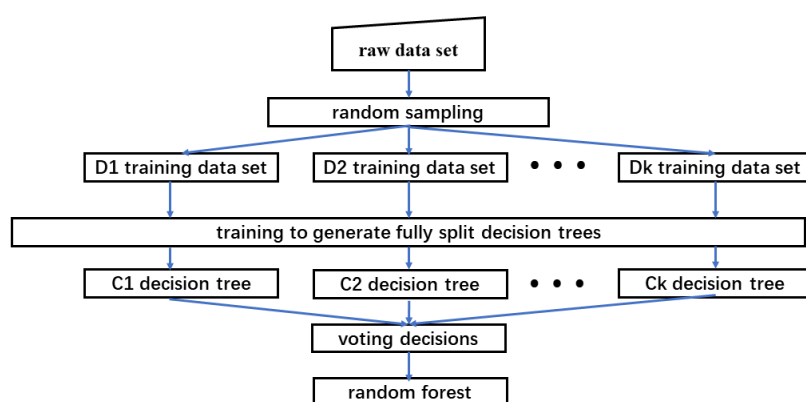 raw data set
random sampling
D1 training data set
D2 training data set
• • •
Dk training data set
training to generate fully split decision trees
C1 decision tree
C2 decision tree
• • •
Ck decision tree
voting decisions
random forest